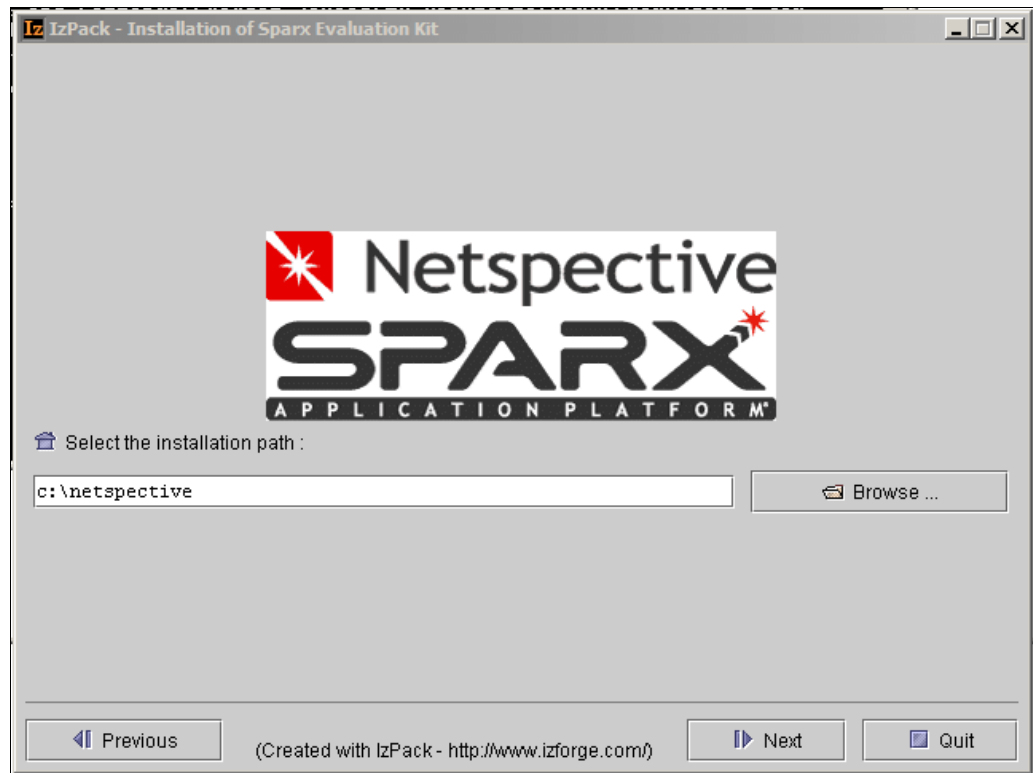 Iz IzPack - Installation of Sparx Evaluation Kit
Netspective
SPARX
APPLICATION PLATFORM
Select the installation path :
c:\netspective
Browse ...
Previous
(Created with IzPack - http://www.izforge.com/)
Next
Quit